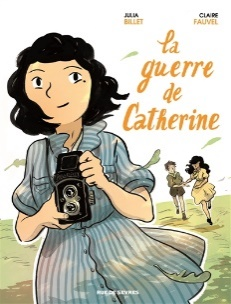 JULIA
BILLET
CLAIRE
FAUVEL
la
guerre
de
Catherine
RUE DE SÈVRES